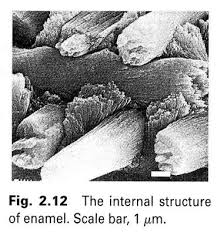 Fig. 2.12 The internal structure
of enamel. Scale bar, 1 μm.